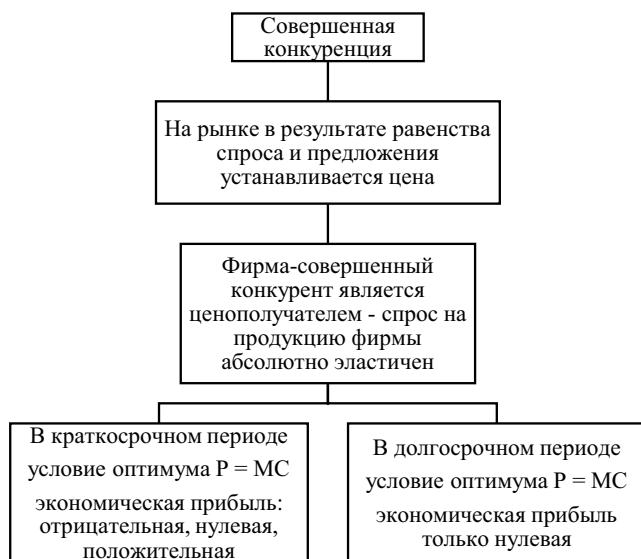 Совершенная
конкуренция
На рынке в результате равенства
спроса и предложения
устанавливается цена
Фирма-совершенный
конкурент является
ценополучателем - спрос на
продукцию фирмы
абсолютно эластичен
В краткосрочном периоде
условие оптимума P = MC
экономическая прибыль:
отрицательная, нулевая,
положительная
В долгосрочном периоде
условие оптимума P = MC
экономическая прибыль
только нулевая